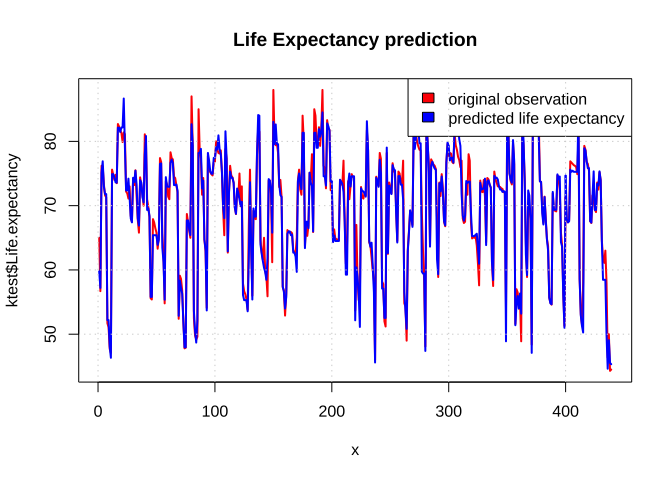 Life Expectancy prediction
original observation
predicted life expectancy
ktest$Life.expectancy
80
70
60
50
0 100 200 300 400
x